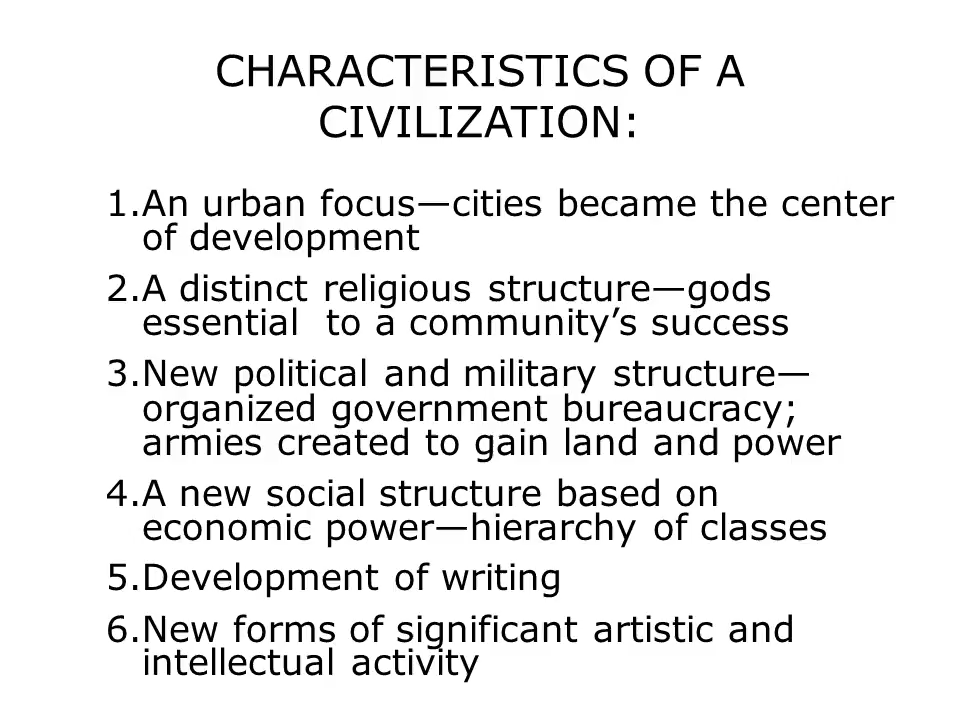 CHARACTERISTICS OF A
CIVILIZATION:
1.An urban focus—cities became the center
of development
2.A distinct religious structure—gods
essential  to a community’s success
3.New political and military structure—
organized government bureaucracy;
armies created to gain land and power
4.A new social structure based on
economic power—hierarchy of classes
5.Development of writing
6.New forms of significant artistic and
intellectual activity